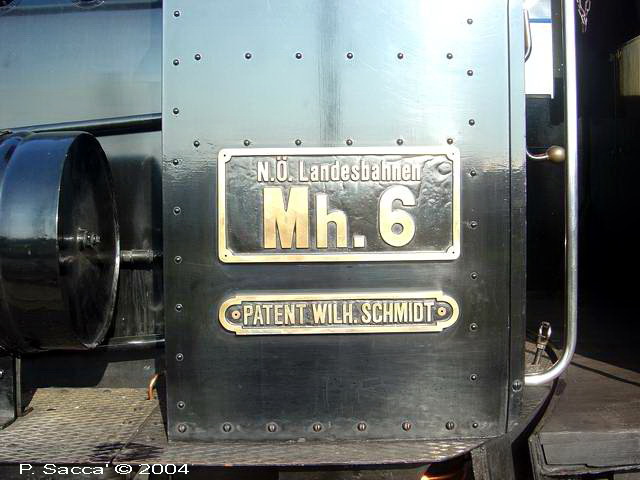 N.Ö. Landesbahnen
Mh. 6
PATENT WILH. SCHMIDT
P. Sacca' © 2004